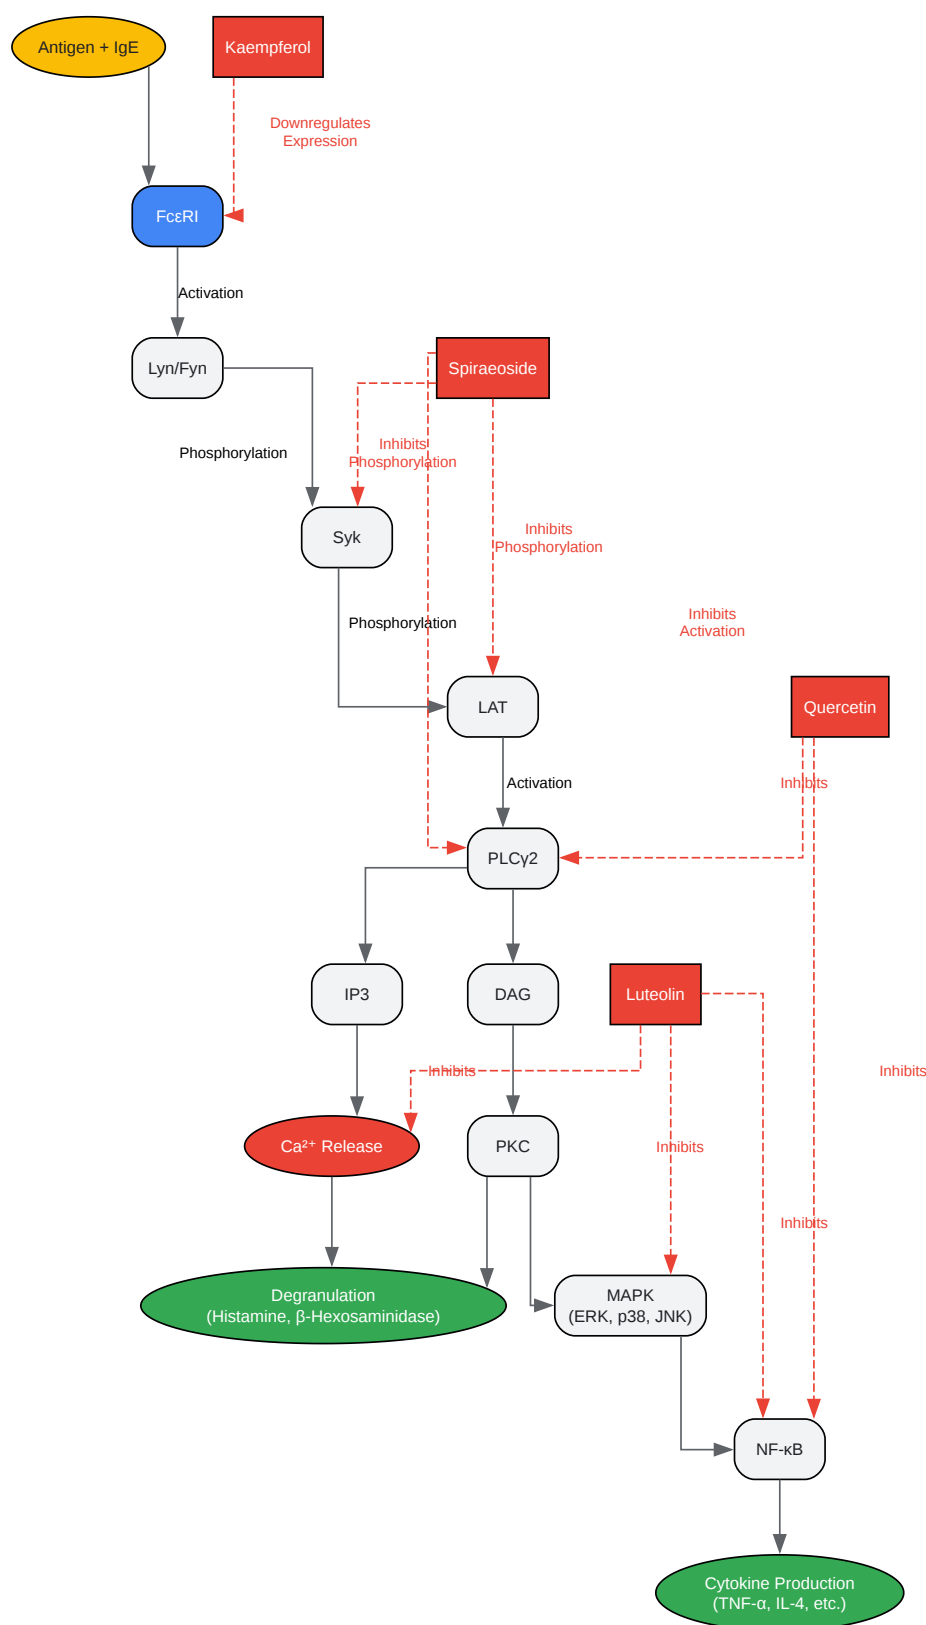 Antigen + IgE
Kaempferol
Downregulates
Expression
FcεRI
Activation
Lyn/Fyn
Spiraeoside
Phosphorylation
Inhibits
Phosphorylation
Syk
Inhibits
Phosphorylation
Phosphorylation
Inhibits
Activation
LAT
Quercetin
Activation
Inhibits
PLCγ2
IP3
DAG
Luteolin
Inhibits
Inhibits
Ca²⁺ Release
PKC
Inhibits
Inhibits
Degranulation
(Histamine, β-Hexosaminidase)
MAPK
(ERK, p38, JNK)
NF-κB
Cytokine Production
(TNF-α, IL-4, etc.)